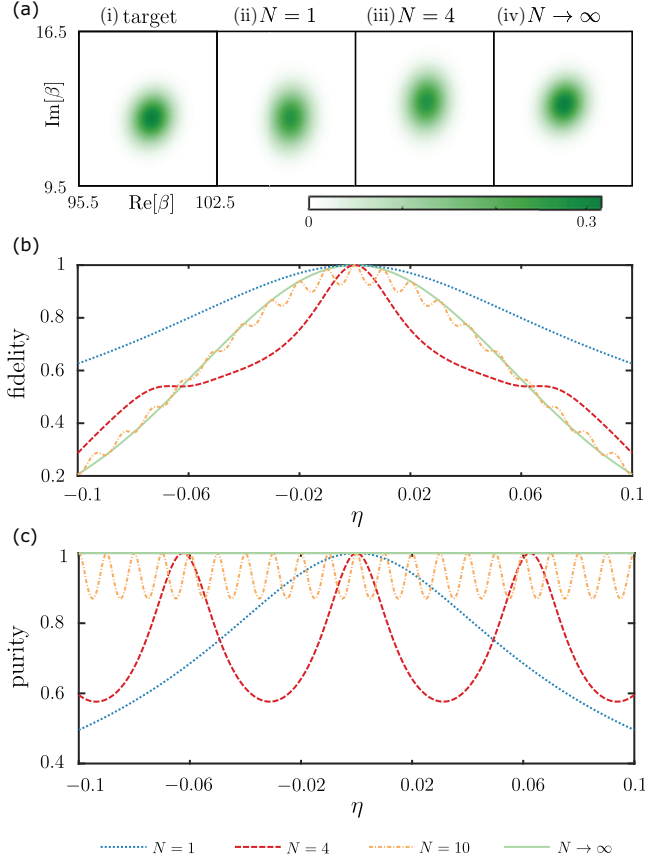 (a)
(i) target (ii) N = 1 (iii) N = 4 (iv) N → ∞
16.5
Im[β]
9.5
95.5 Re[β] 102.5
0 0.3
(b)
1
0.8
0.6
0.4
0.2
fidelity
−0.1 −0.06 −0.02 0.02 0.06 0.1
η
(c)
1
0.8
0.6
0.4
purity
−0.1 −0.06 −0.02 0.02 0.06 0.1
η
N = 1 N = 4 N = 10 N → ∞